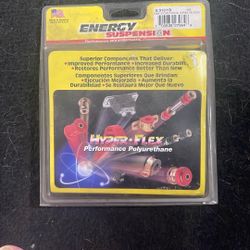 ENERGY
SUSPENSION
Superior Components That Deliver
• Improved Performance • Increased Durability
• Restores Performance Better Than New
Componentes Superiores Que Brindan
• Ejecución Mejorada • Aumenta la
Durabilidad • Se Restaura Mejor Que Nuevo
HYPER-FLEX
Performance Polyurethane